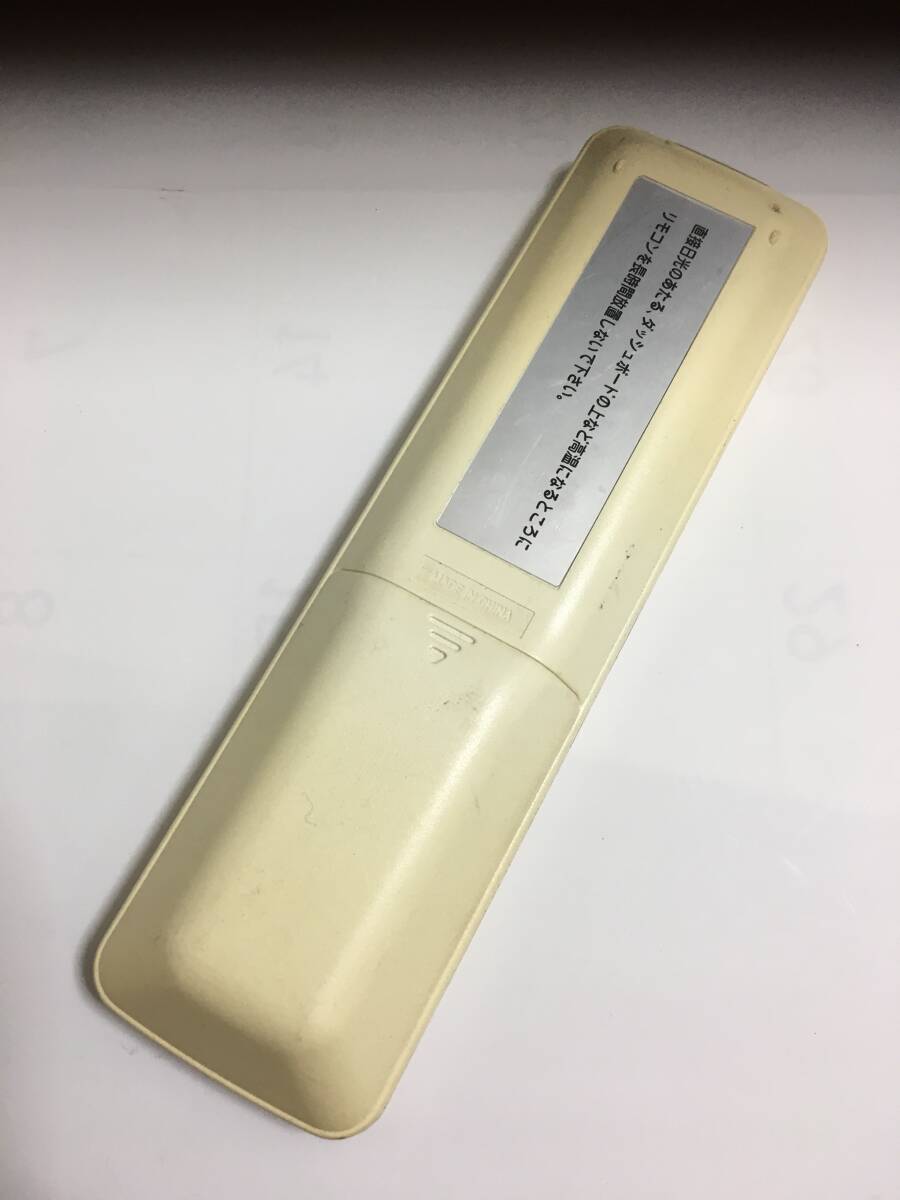 直接日光のあたる、ダッシュボードの上など高温になるところに
リモコンを長時間放置しないで下さい。